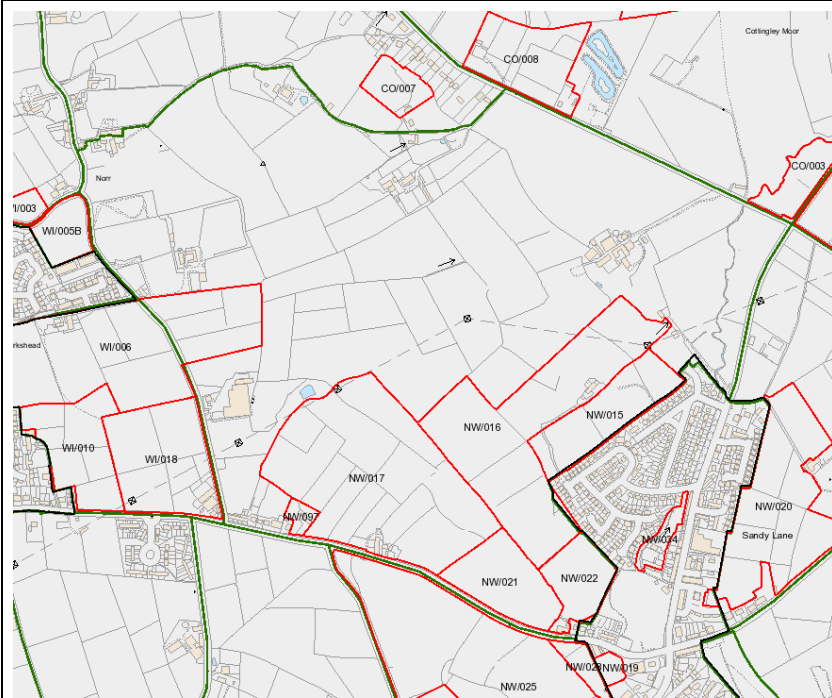 Cottingley Moor
CO/008
CO/007
CO/003
Norr
WI/003
WI/005B
WI/006
rkshead
NW/015
NW/016
WI/010
WI/018
NW/017
NW/020
NW/097
NW/034
Sandy Lane
NW/021
NW/022
NW/019
NW/025